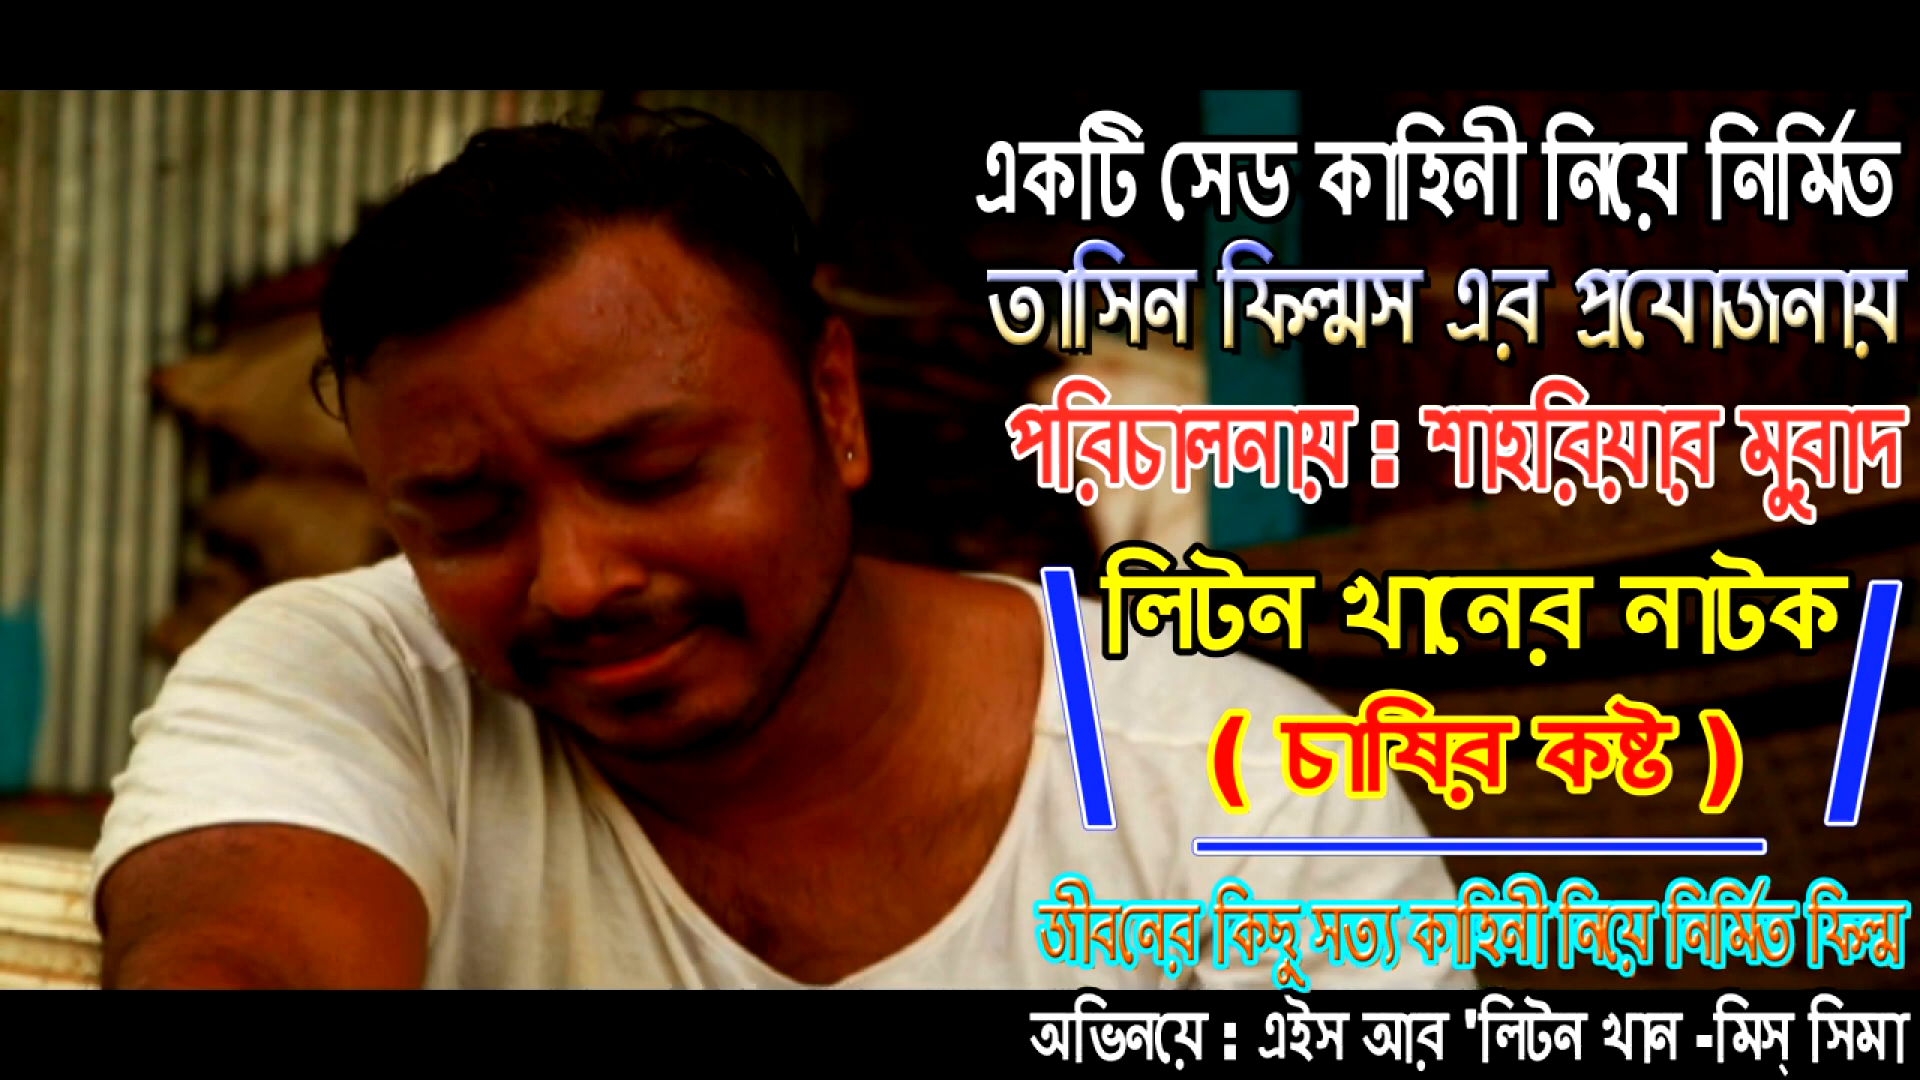 একটি সেড কাহিনী নিয়ে নির্মিত
তাসিন ফিল্মস এর প্রযোজনায়
পরিচালনায় : শাহরিয়ার মুরাদ
লিটন খানের নাটক
( চাষির কষ্ট )
জীবনের কিছু সত্য কাহিনী নিয়ে নির্মিত ফিল্ম
অভিনয়ে : এইস আর 'লিটন খান -মিস্ সিমা